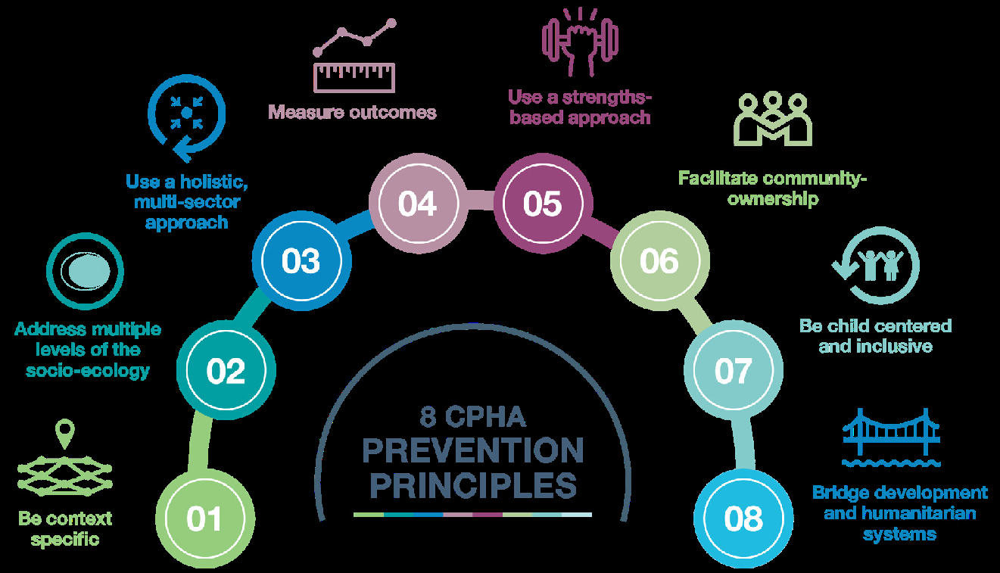 8 CPHA
PREVENTION
PRINCIPLES
01
Be context
specific
02
Address multiple
levels of the
socio-ecology
03
Use a holistic,
multi-sector
approach
04
Measure outcomes
05
Use a strengths-
based approach
06
Facilitate community-
ownership
07
Be child centered
and inclusive
08
Bridge development
and humanitarian
systems